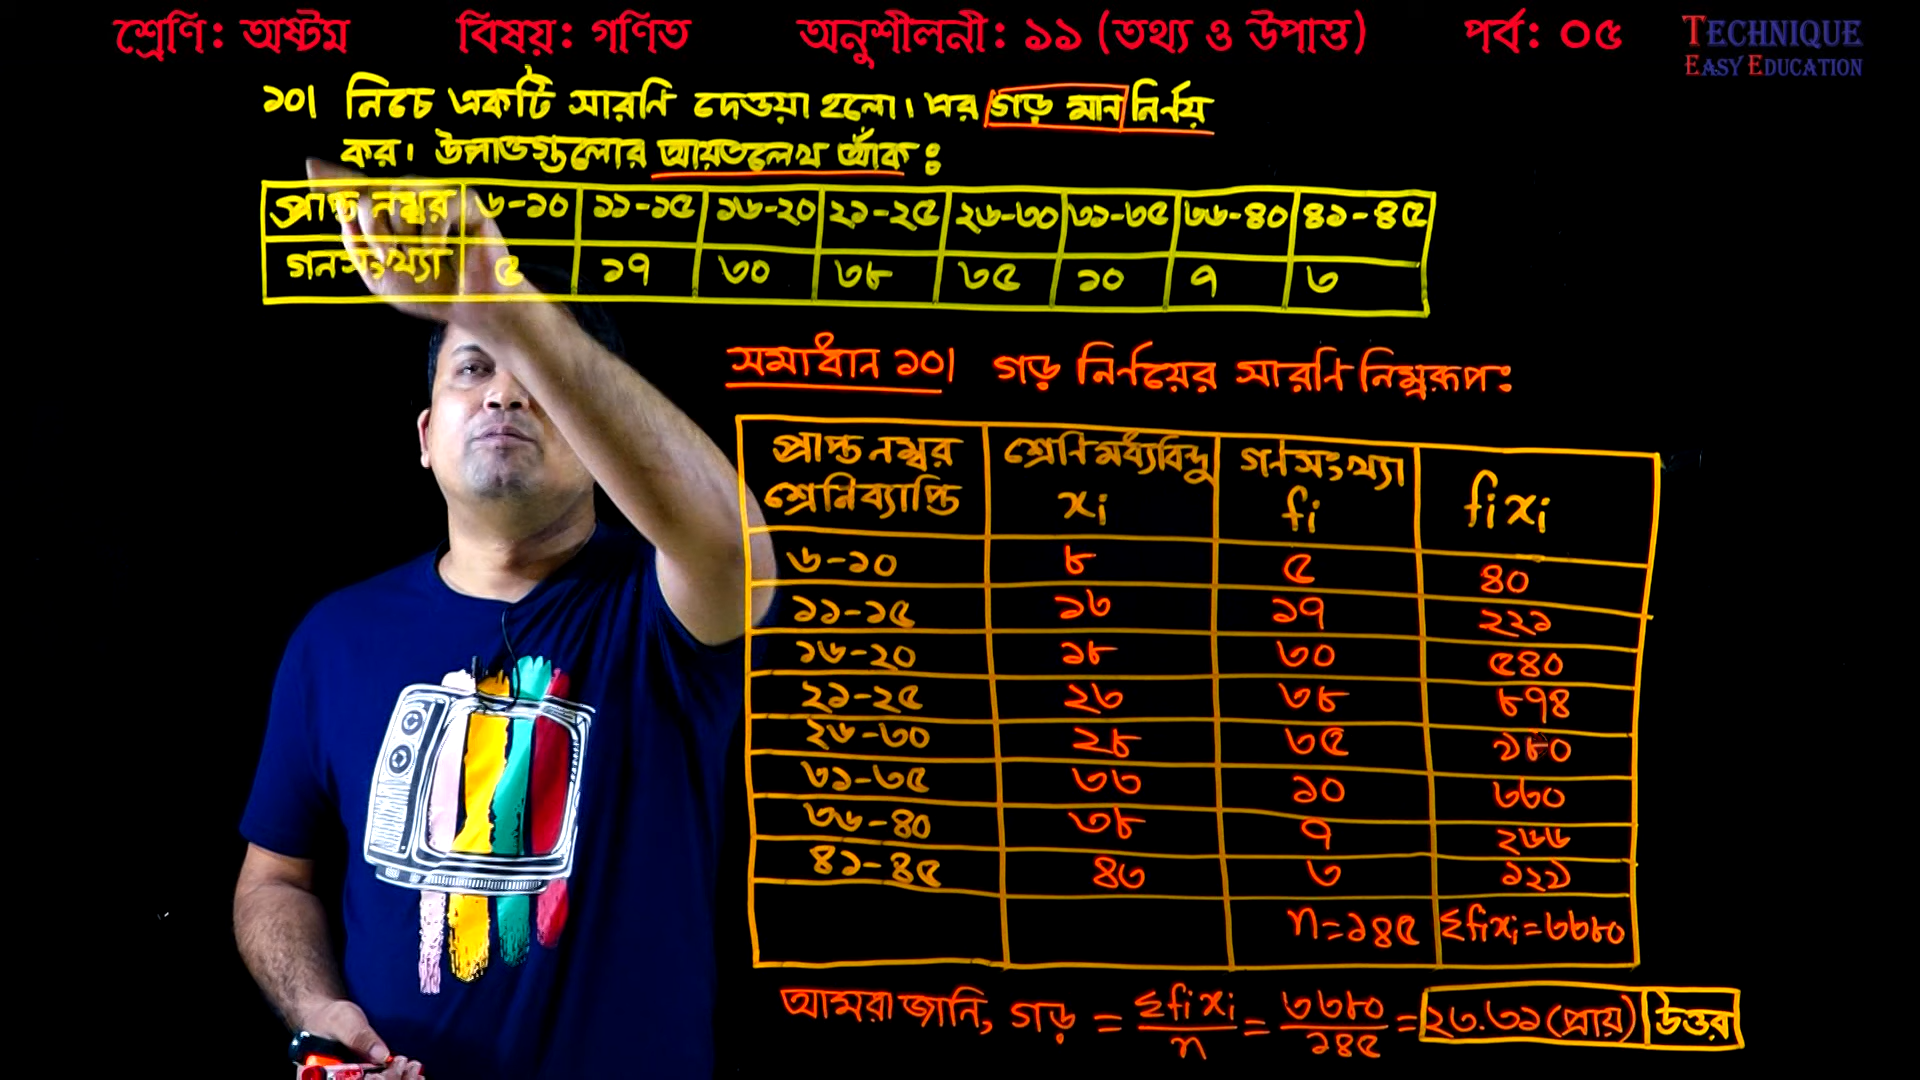 শ্রেণি: অষ্টম বিষয়: গণিত অনুশীলনী: ১১ (তথ্য ও উপাত্ত) পর্ব: ০৫
TECHNIQUE
EASY EDUCATION
১০। নিচে একটি সারণি দেওয়া হলো। এর গড় মান নির্ণয়
কর। উপাত্তগুলোর আয়তলেখ আঁক :
প্রাপ্ত নম্বর ৬-১০ ১১-১৫ ১৬-২০ ২১-২৫ ২৬-৩০ ৩১-৩৫ ৩৬-৪০ ৪১-৪৫
গনসংখ্যা ৫ ১৭ ৩০ ৩৮ ৩৫ ১০ ৭ ৩
সমাধান ১০। গড় নির্ণয়ের সারণি নিম্নরূপ:
প্রাপ্ত নম্বর শ্রেণিমধ্যবিন্দু গণসংখ্যা
শ্রেনিব্যাপ্তি xi fi fixi
৬-১০ ৮ ৫ ৪০
১১-১৫ ১৩ ১৭ ২২১
১৬-২০ ১৮ ৩০ ৫৪০
২১-২৫ ২৩ ৩৮ ৮৭৪
২৬-৩০ ২৮ ৩৫ ৯৮০
৩১-৩৫ ৩৩ ১০ ৩৩০
৩৬-৪০ ৩৮ ৭ ২৬৬
৪১-৪৫ ৪৩ ৩ ১২৯
n=১৪৫ Σfixi=৩৩৮০
আমরা জানি, গড় = Σfixi/n = ৩৩৮০/১৪৫ = ২৩.৩১ (প্রায়) উত্তর